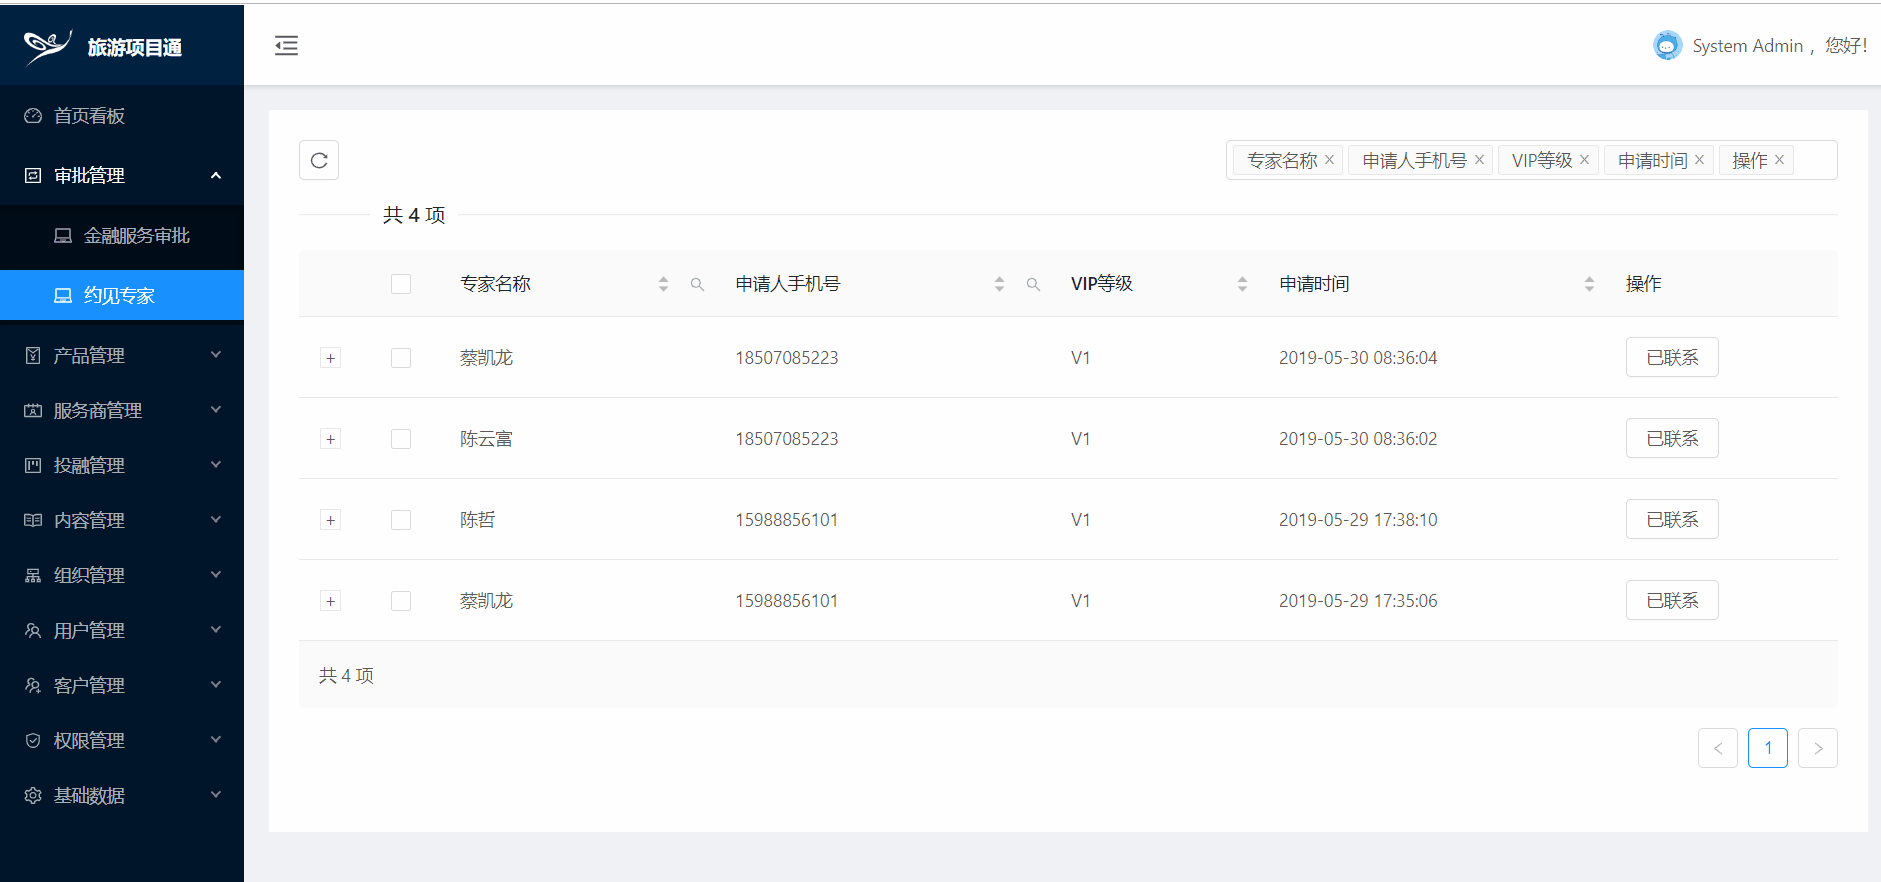 旅游项目通
System Admin ，您好！
首页看板
审批管理
金融服务审批
约见专家
产品管理
服务商管理
投融管理
内容管理
组织管理
用户管理
客户管理
权限管理
基础数据
专家名称 申请人手机号 VIP等级 申请时间 操作
共 4 项
专家名称 申请人手机号 VIP等级 申请时间 操作
蔡凯龙 18507085223 V1 2019-05-30 08:36:04 已联系
陈云富 18507085223 V1 2019-05-30 08:36:02 已联系
陈哲 15988856101 V1 2019-05-29 17:38:10 已联系
蔡凯龙 15988856101 V1 2019-05-29 17:35:06 已联系
共 4 项
1